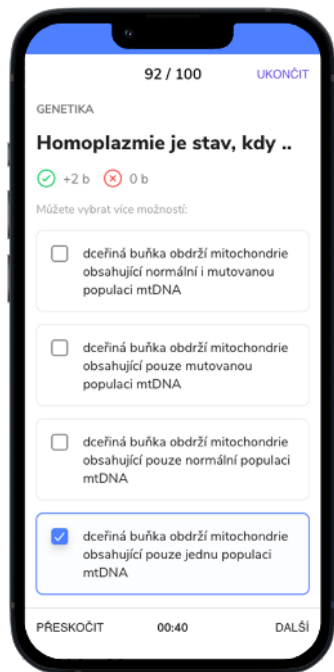 92 / 100 UKONČIT
GENETIKA
Homoplazmie je stav, kdy ..
+2 b 0 b
Můžete vybrat více možností:
dceřiná buňka obdrží mitochondrie
obsahující normální i mutovanou
populaci mtDNA
dceřiná buňka obdrží mitochondrie
obsahující pouze mutovanou
populaci mtDNA
dceřiná buňka obdrží mitochondrie
obsahující pouze normální populaci
mtDNA
dceřiná buňka obdrží mitochondrie
obsahující pouze jednu populaci
mtDNA
PŘESKOČIT 00:40 DALŠÍ